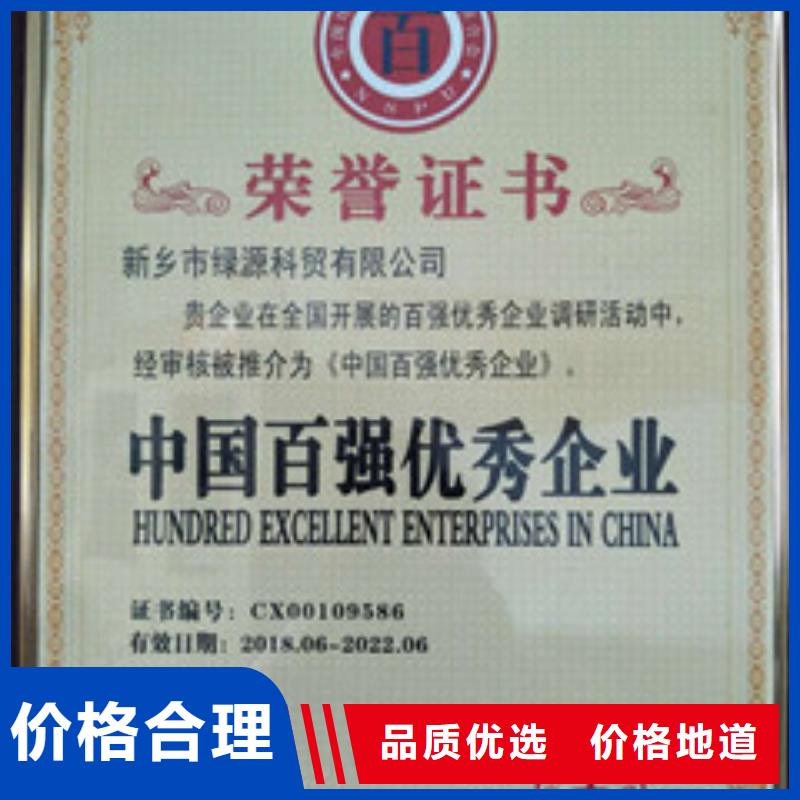 百
NSPU
荣誉证书
新乡市绿源科贸有限公司
贵企业在全国开展的百强优秀企业调研活动中，
经审核被推介为《中国百强优秀企业》。
中国百强优秀企业
HUNDRED EXCELLENT ENTERPRISES IN CHINA
证书编号：CX00109586
有效日期：2018.06-2022.06
价格合理
品质优选 价格地道